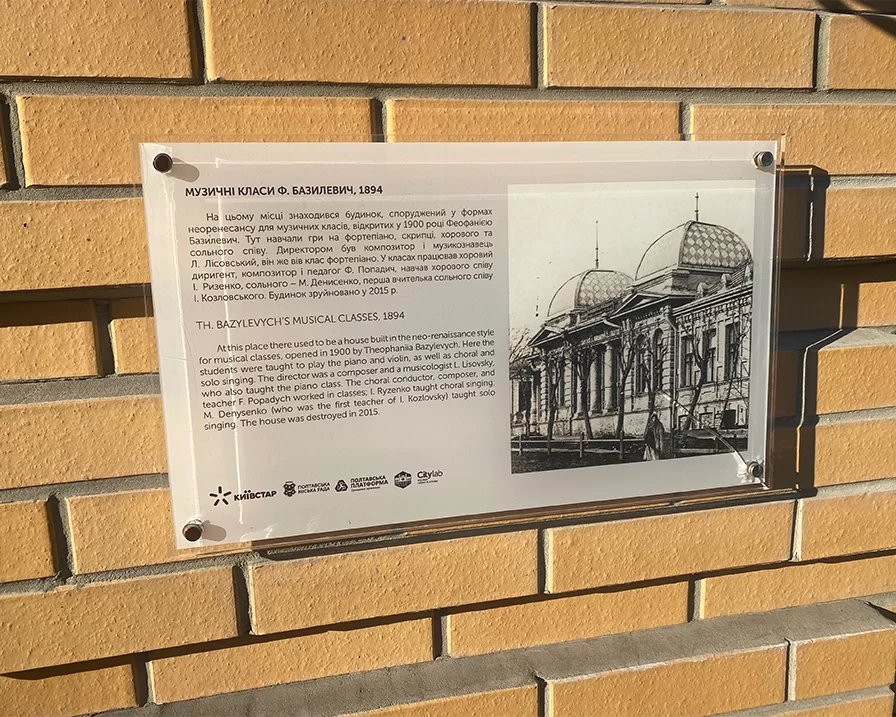 МУЗИЧНІ КЛАСИ Ф. БАЗИЛЕВИЧ, 1894
На цьому місці знаходився будинок, споруджений у формах
неоренесансу для музичних класів, відкритих у 1900 році Феофанією
Базилевич. Тут навчали гри на фортепіано, скрипці, хорового та
сольного співу. Директором був композитор і музикознавець
Л. Лісовський, він же вів клас фортепіано. У класах працював хоровий
диригент, композитор і педагог Ф. Попадич, навчав хорового співу
І. Ризенко, сольного – М. Денисенко, перша вчителька сольного співу
І. Козловського. Будинок зруйновано у 2015 р.
TH. BAZYLEVYCH'S MUSICAL CLASSES, 1894
At this place there used to be a house built in the neo-renaissance style
for musical classes, opened in 1900 by Theophaniia Bazylevych. Here the
students were taught to play the piano and violin, as well as choral and
solo singing. The director was a composer and a musicologist L. Lisovsky,
who also taught the piano class. The choral conductor, composer, and
teacher F. Popadych worked in classes; I. Ryzenko taught choral singing,
M. Denysenko (who was the first teacher of I. Kozlovsky) taught solo
singing. The house was destroyed in 2015.
КИЇВСТАР
ПОЛТАВСЬКА
МІСЬКА РАДА
ПОЛТАВСЬКА
ПЛАТФОРМА
Citylab